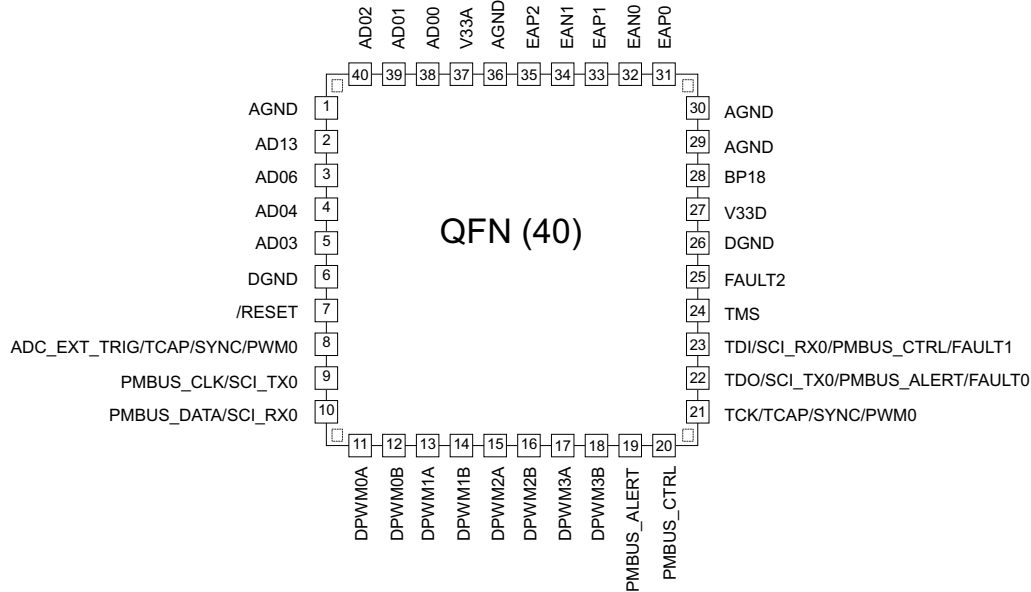 AD02
AD01
AD00
V33A
AGND
EAP2
EAN1
EAP1
EAN0
EAP0
40
39
38
37
36
35
34
33
32
31
AGND 1
AD13 2
AD06 3
AD04 4
AD03 5
DGND 6
/RESET 7
ADC_EXT_TRIG/TCAP/SYNC/PWM0 8
PMBUS_CLK/SCI_TX0 9
PMBUS_DATA/SCI_RX0 10
QFN (40)
30 AGND
29 AGND
28 BP18
27 V33D
26 DGND
25 FAULT2
24 TMS
23 TDI/SCI_RX0/PMBUS_CTRL/FAULT1
22 TDO/SCI_TX0/PMBUS_ALERT/FAULT0
21 TCK/TCAP/SYNC/PWM0
11
12
13
14
15
16
17
18
19
20
DPWM0A
DPWM0B
DPWM1A
DPWM1B
DPWM2A
DPWM2B
DPWM3A
DPWM3B
PMBUS_ALERT
PMBUS_CTRL